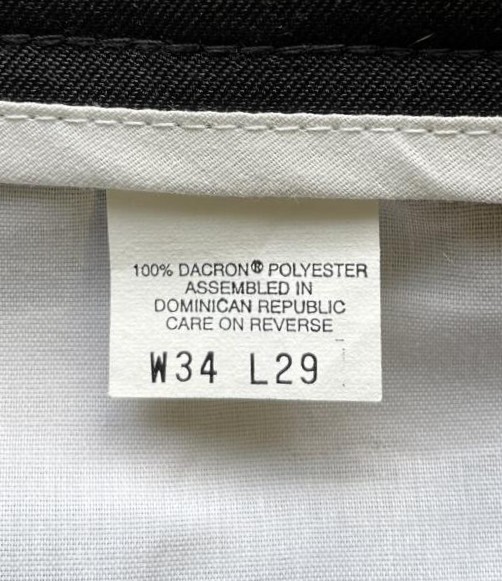 100% DACRON® POLYESTER
ASSEMBLED IN
DOMINICAN REPUBLIC
CARE ON REVERSE
W34 L29